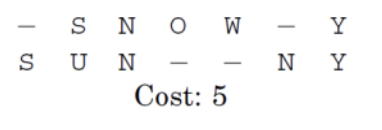 – S N O W – Y
S U N – – N Y
Cost: 5